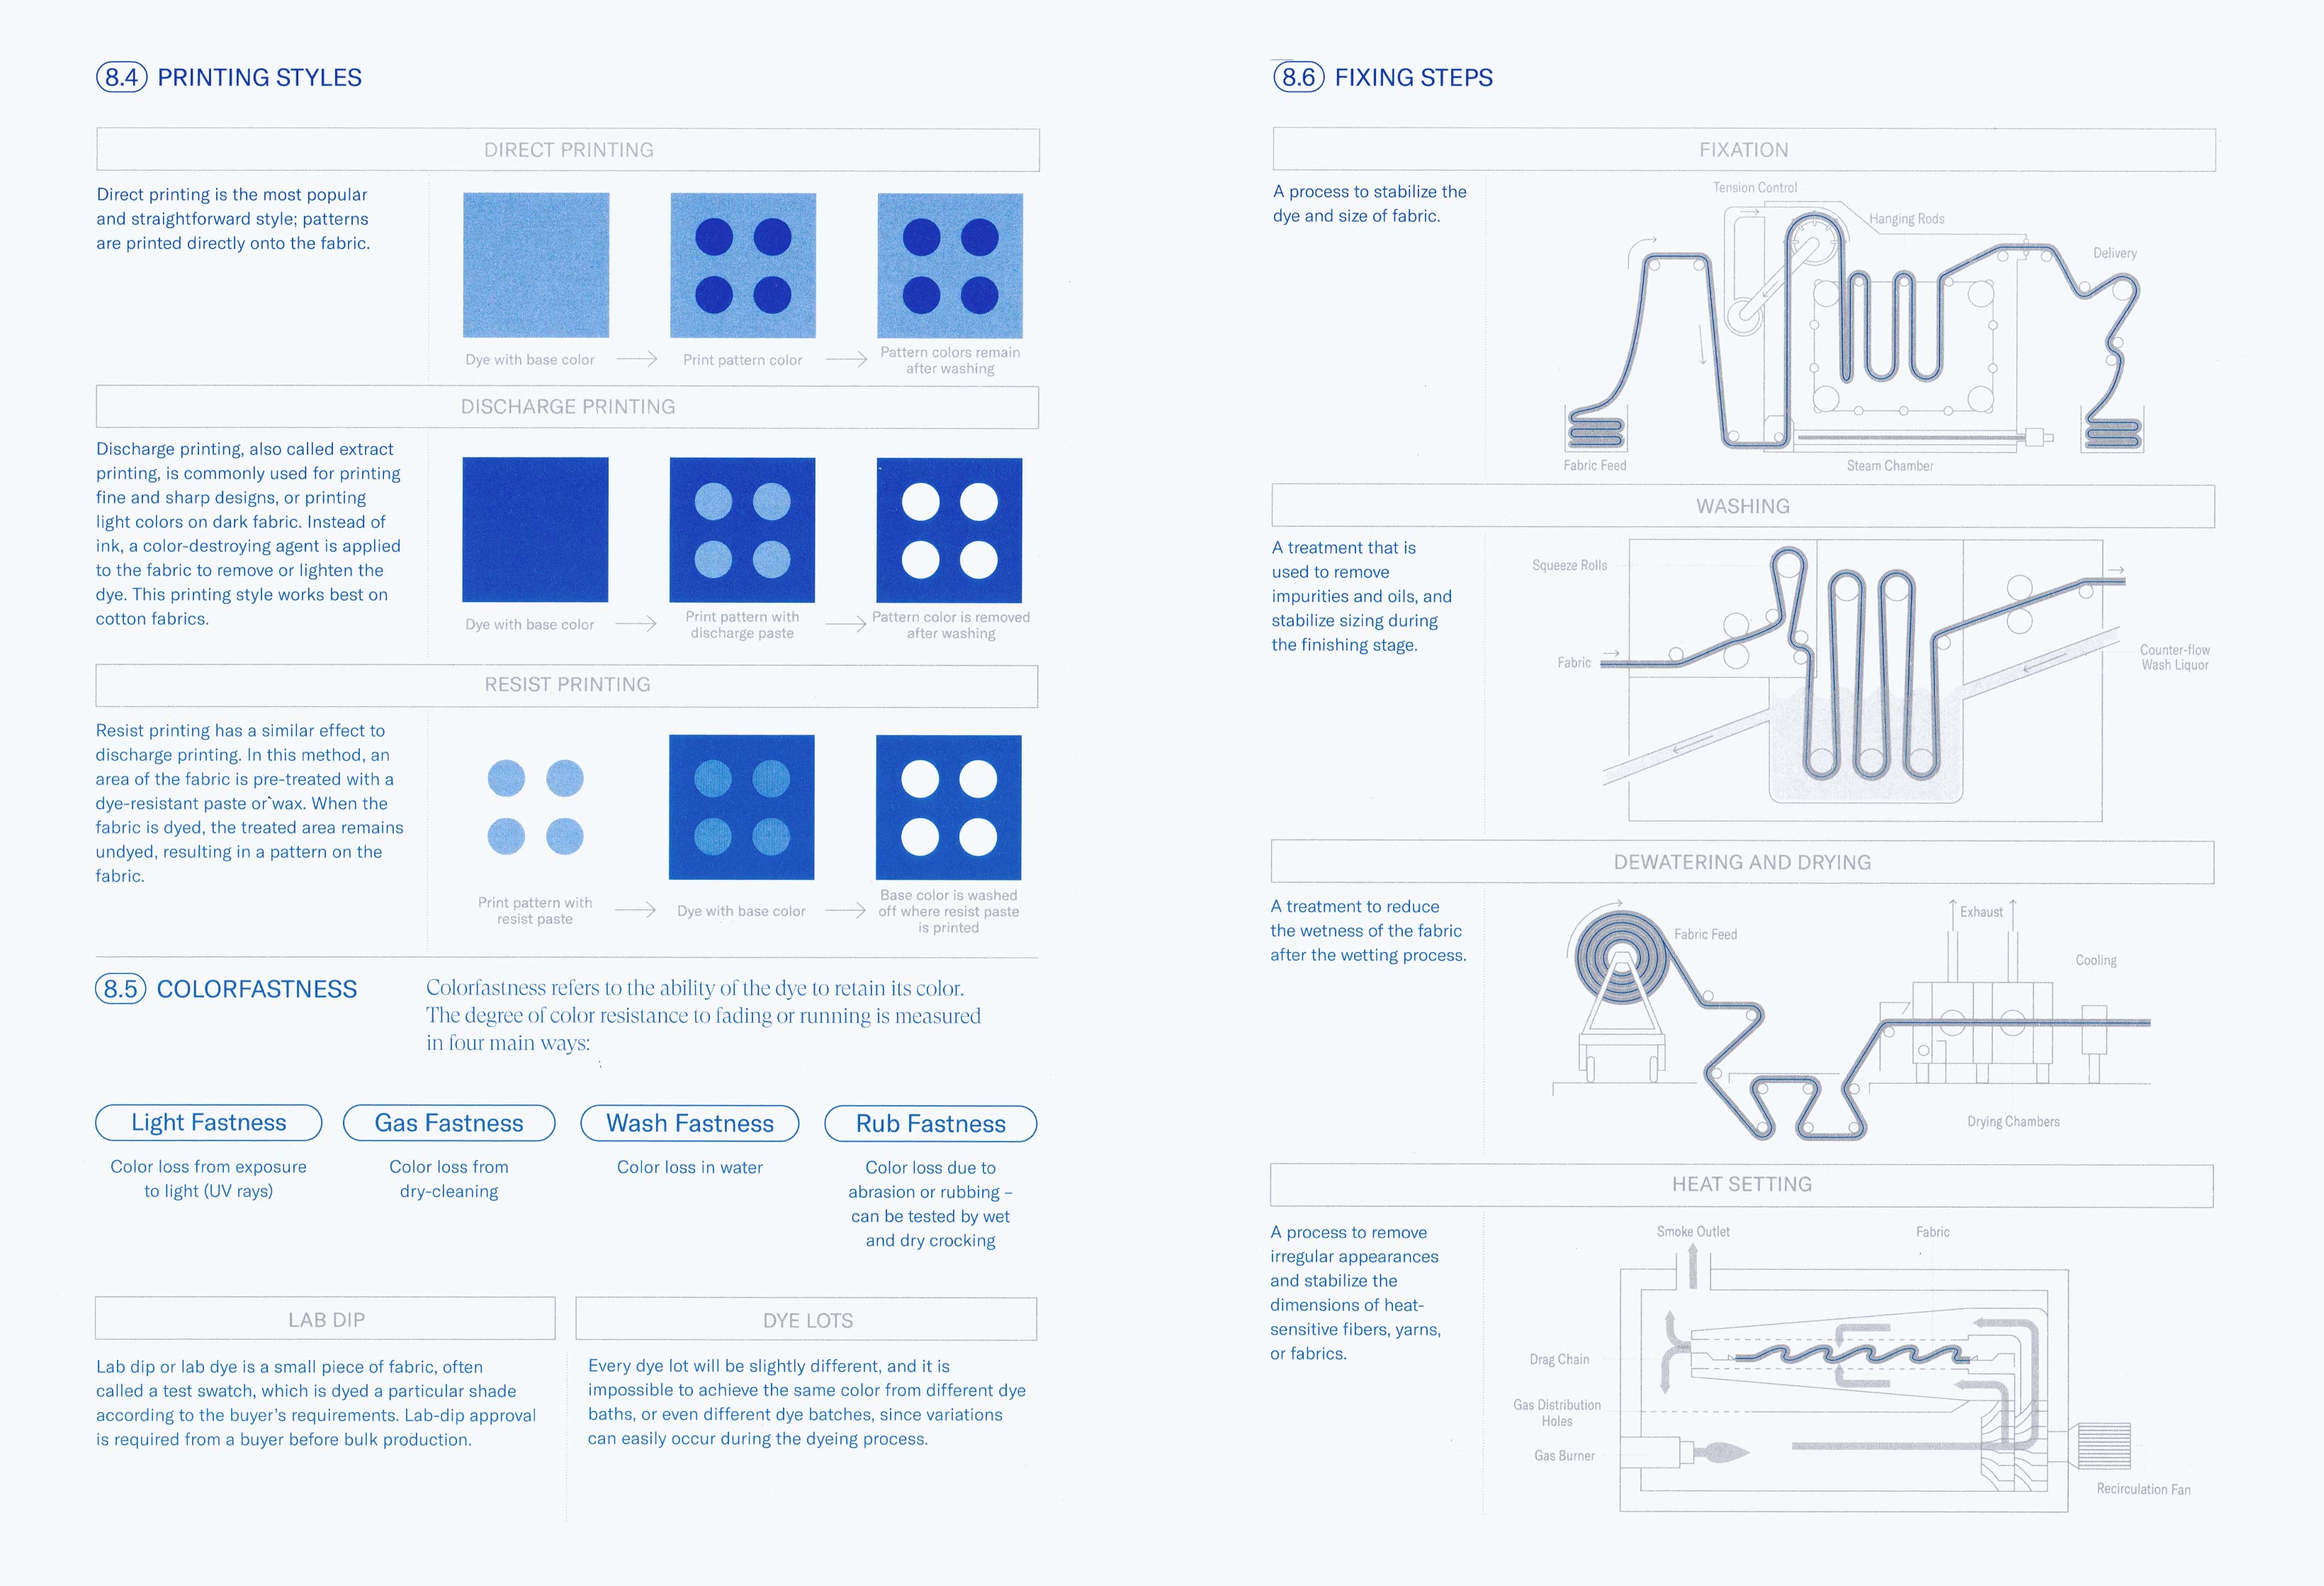 8.4 PRINTING STYLES
DIRECT PRINTING
Direct printing is the most popular
and straightforward style; patterns
are printed directly onto the fabric.
Dye with base color
Print pattern color
Pattern colors remain
after washing
DISCHARGE PRINTING
Discharge printing, also called extract
printing, is commonly used for printing
fine and sharp designs, or printing
light colors on dark fabric. Instead of
ink, a color-destroying agent is applied
to the fabric to remove or lighten the
dye. This printing style works best on
cotton fabrics.
Dye with base color
Print pattern with
discharge paste
Pattern color is removed
after washing
RESIST PRINTING
Resist printing has a similar effect to
discharge printing. In this method, an
area of the fabric is pre-treated with a
dye-resistant paste or wax. When the
fabric is dyed, the treated area remains
undyed, resulting in a pattern on the
fabric.
Print pattern with
resist paste
Dye with base color
Base color is washed
off where resist paste
is printed
8.5 COLORFASTNESS
Colorfastness refers to the ability of the dye to retain its color.
The degree of color resistance to fading or running is measured
in four main ways:
Light Fastness
Color loss from exposure
to light (UV rays)
Gas Fastness
Color loss from
dry-cleaning
Wash Fastness
Color loss in water
Rub Fastness
Color loss due to
abrasion or rubbing –
can be tested by wet
and dry crocking
LAB DIP
Lab dip or lab dye is a small piece of fabric, often
called a test swatch, which is dyed a particular shade
according to the buyer's requirements. Lab-dip approval
is required from a buyer before bulk production.
DYE LOTS
Every dye lot will be slightly different, and it is
impossible to achieve the same color from different dye
baths, or even different dye batches, since variations
can easily occur during the dyeing process.
8.6 FIXING STEPS
FIXATION
A process to stabilize the
dye and size of fabric.
Tension Control
Hanging Rods
Delivery
Fabric Feed
Steam Chamber
WASHING
A treatment that is
used to remove
impurities and oils, and
stabilize sizing during
the finishing stage.
Squeeze Rolls
Fabric
Counter-flow
Wash Liquor
DEWATERING AND DRYING
A treatment to reduce
the wetness of the fabric
after the wetting process.
Fabric Feed
Exhaust
Cooling
Drying Chambers
HEAT SETTING
A process to remove
irregular appearances
and stabilize the
dimensions of heat-
sensitive fibers, yarns,
or fabrics.
Smoke Outlet
Fabric
Drag Chain
Gas Distribution
Holes
Gas Burner
Recirculation Fan